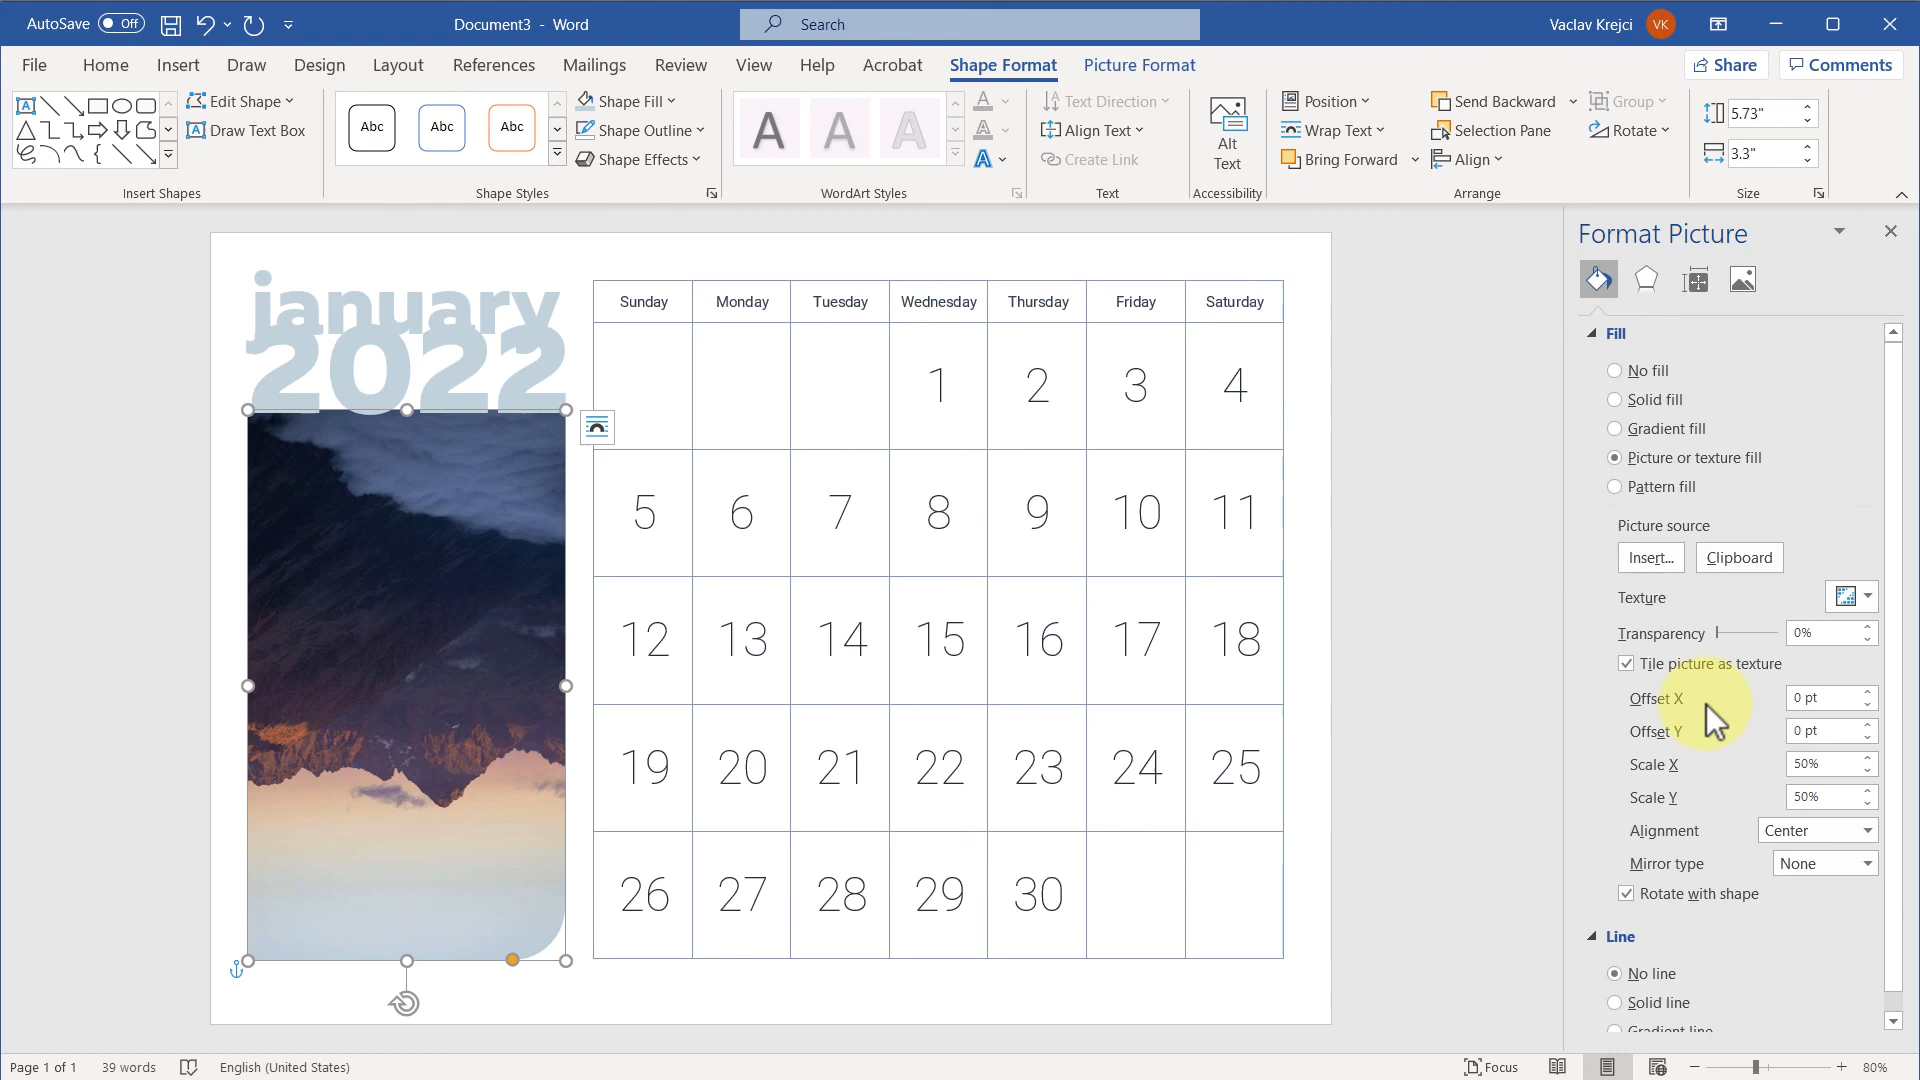 AutoSave Off Document3 - Word Search Vaclav Krejci VK
File Home Insert Draw Design Layout References Mailings Review View Help Acrobat Shape Format Picture Format Share Comments
Edit Shape
Draw Text Box
Insert Shapes
Abc Abc Abc
Shape Fill
Shape Outline
Shape Effects
Shape Styles
A A A
WordArt Styles
Text Direction
Align Text
Create Link
Text
Alt
Text
Accessibility
Position
Wrap Text
Bring Forward
Send Backward
Selection Pane
Align
Group
Rotate
Arrange
5.73"
3.3"
Size
january
2022
Sunday Monday Tuesday Wednesday Thursday Friday Saturday
1 2 3 4
5 6 7 8 9 10 11
12 13 14 15 16 17 18
19 20 21 22 23 24 25
26 27 28 29 30
Format Picture
Fill
No fill
Solid fill
Gradient fill
Picture or texture fill
Pattern fill
Picture source
Insert... Clipboard
Texture
Transparency 0%
Tile picture as texture
Offset X 0 pt
Offset Y 0 pt
Scale X 50%
Scale Y 50%
Alignment Center
Mirror type None
Rotate with shape
Line
No line
Solid line
Gradient line
Page 1 of 1 39 words English (United States) Focus 80%